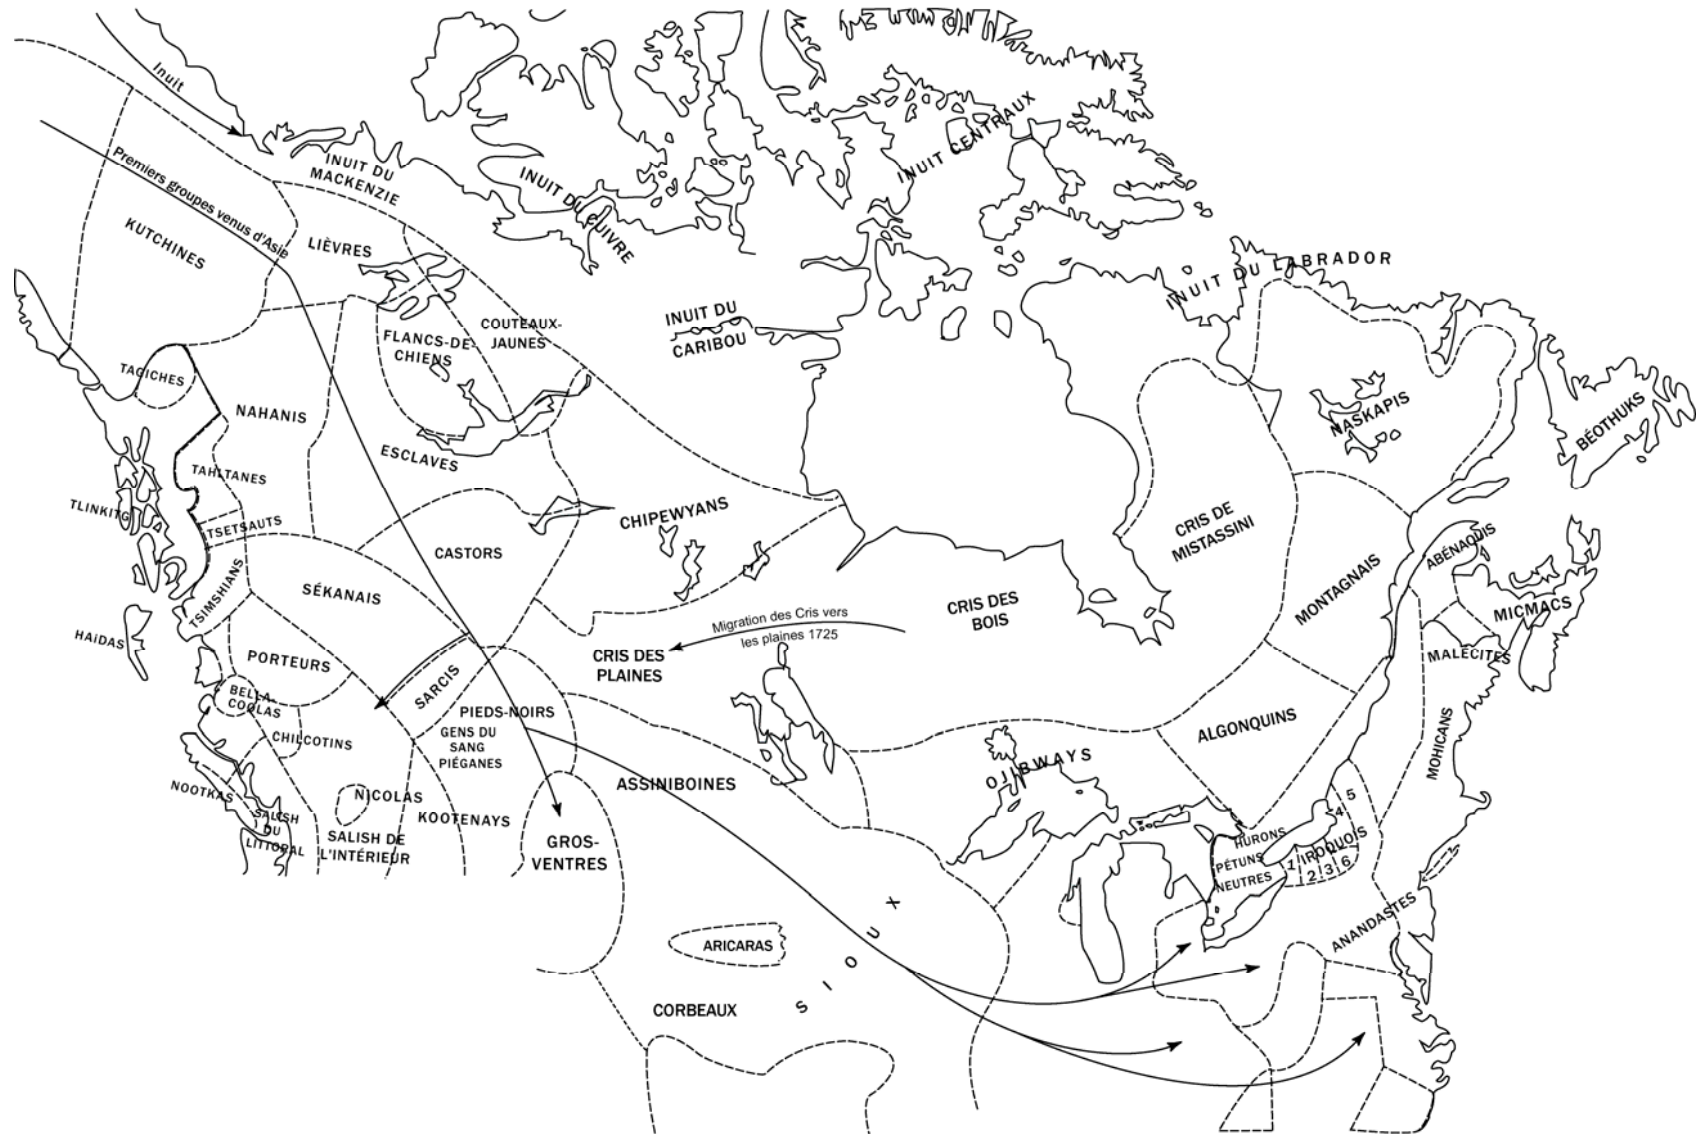 Inuit
Premiers groupes venus d'Asie
INUIT DU
MACKENZIE
INUIT DU CUIVRE
INUIT CENTRAUX
KUTCHINES
LIÈVRES
INUIT DU LABRADOR
INUIT DU
CARIBOU
COUTEAUX-
JAUNES
FLANCS-DE-
CHIENS
TAGICHES
NAHANIS
NASKAPIS
BÉOTHUKS
ESCLAVES
TAHLTANES
TLINKITG
TSETSAUTS
CHIPEWYANS
CRIS DE
MISTASSINI
ABÉNAQUIS
CASTORS
TSIMSHIANS
SÉKANAIS
MONTAGNAIS
CRIS DES
BOIS
MICMACS
Migration des Cris vers
les plaines 1725
HAïDAS
PORTEURS
CRIS DES
PLAINES
MALÉCITES
SARCIS
BELLA-
COOLAS
PIEDS-NOIRS
GENS DU
SANG
PIÉGANES
ALGONQUINS
MOHICANS
CHILCOTINS
OJIBWAYS
ASSINIBOINES
NOOTKAS
NICOLAS
KOOTENAYS
SALISH
DU
LITTORAL
SALISH DE
L'INTÉRIEUR
GROS-
VENTRES
HURONS
PÉTUNS
NEUTRES
IROQUOIS
1
2
3
4
5
6
ANANDASTES
SIOUX
ARICARAS
CORBEAUX